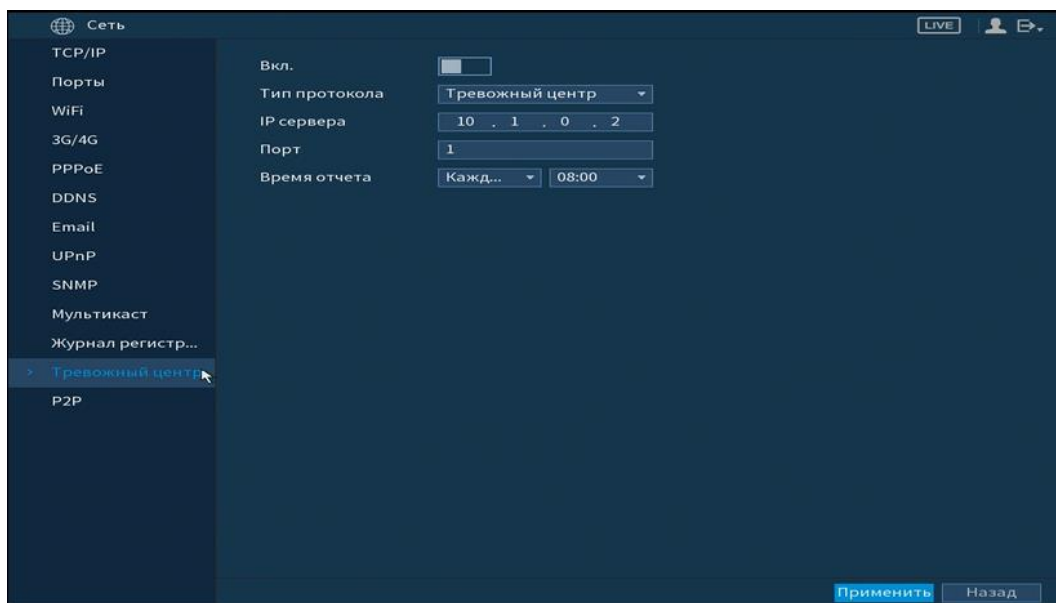 Сеть
LIVE
TCP/IP
Порты
WiFi
3G/4G
PPPoE
DDNS
Email
UPnP
SNMP
Мультикаст
Журнал регистр...
> Тревожный центр
P2P
Вкл.
Тип протокола Тревожный центр
IP сервера 10 . 1 . 0 . 2
Порт 1
Время отчета Кажд... 08:00
Применить Назад